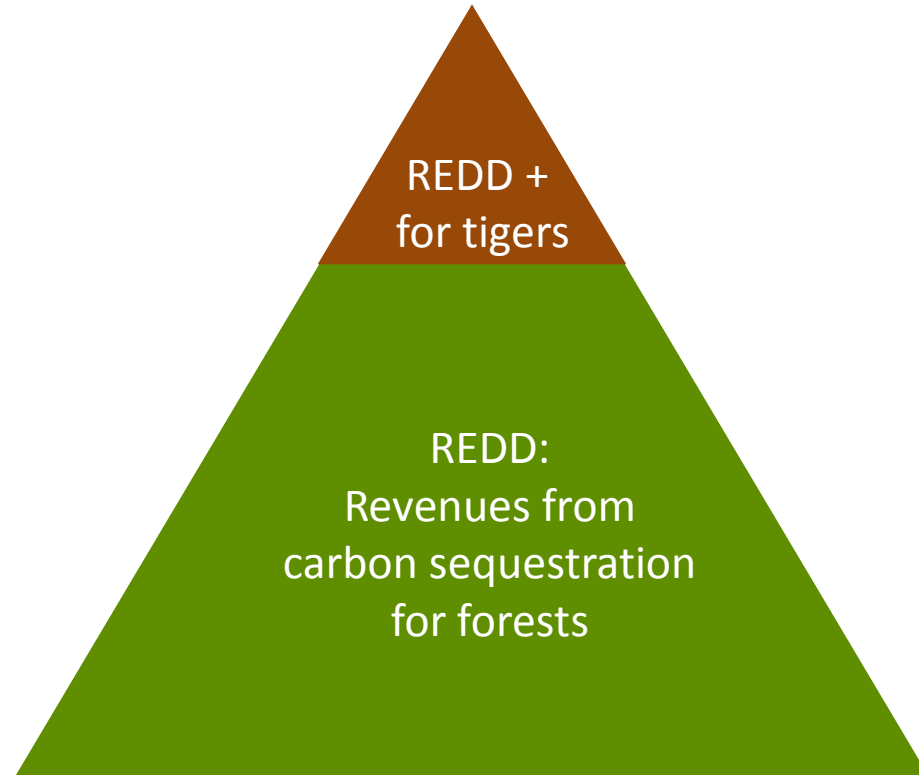 REDD +
for tigers
REDD:
Revenues from
carbon sequestration
for forests